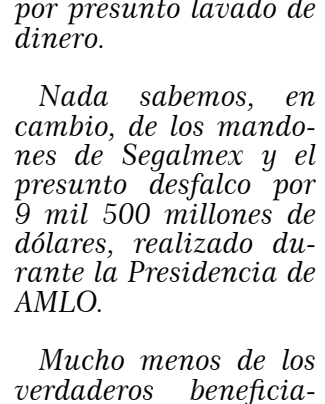 por presunto lavado de
dinero.
Nada sabemos, en
cambio, de los mando-
nes de Segalmex y el
presunto desfalco por
9 mil 500 millones de
dólares, realizado du-
rante la Presidencia de
AMLO.
Mucho menos de los
verdaderos beneficia-